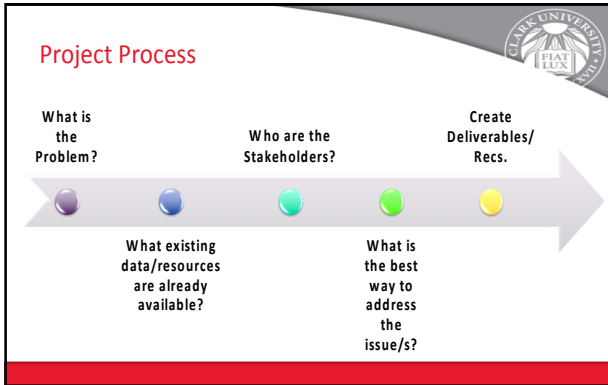 Project Process
CLARK UNIVERSITY
FIAT
LUX
What is
the
Problem?
What existing
data/resources
are already
available?
Who are the
Stakeholders?
What is
the best
way to
address
the
issue/s?
Create
Deliverables/
Recs.